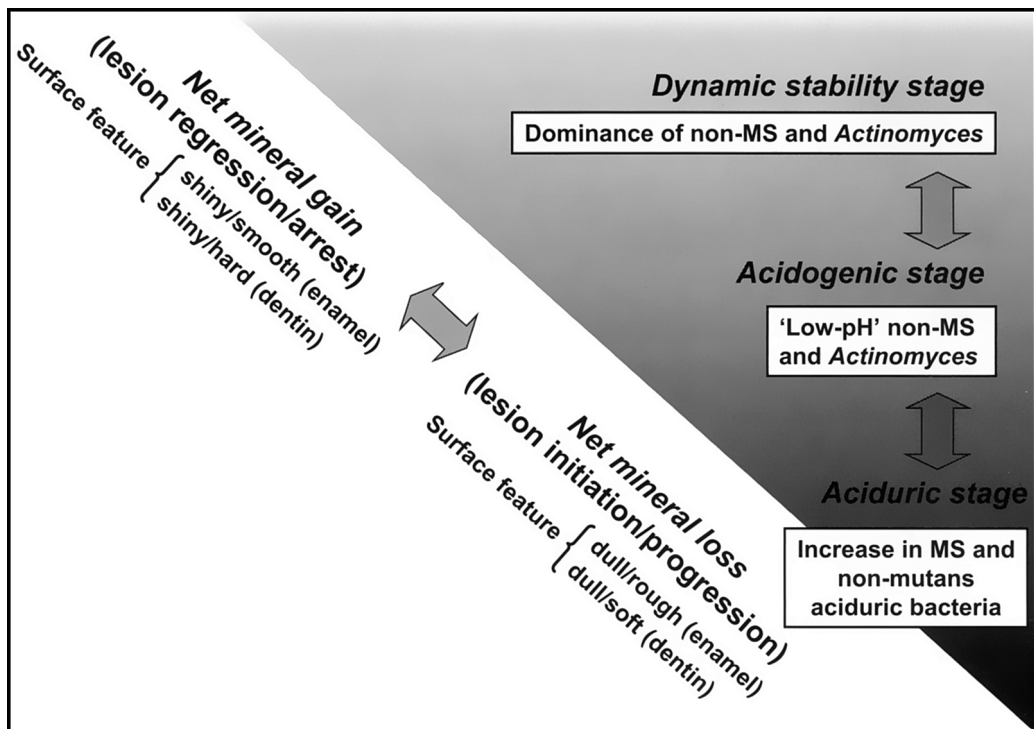 Net mineral gain
(lesion regression/arrest)
Surface feature
shiny/smooth (enamel)
shiny/hard (dentin)
Net mineral loss
(lesion initiation/progression)
Surface feature
dull/rough (enamel)
dull/soft (dentin)
Dynamic stability stage
Dominance of non-MS and Actinomyces
Acidogenic stage
‘Low-pH’ non-MS
and Actinomyces
Aciduric stage
Increase in MS and
non-mutans
aciduric bacteria